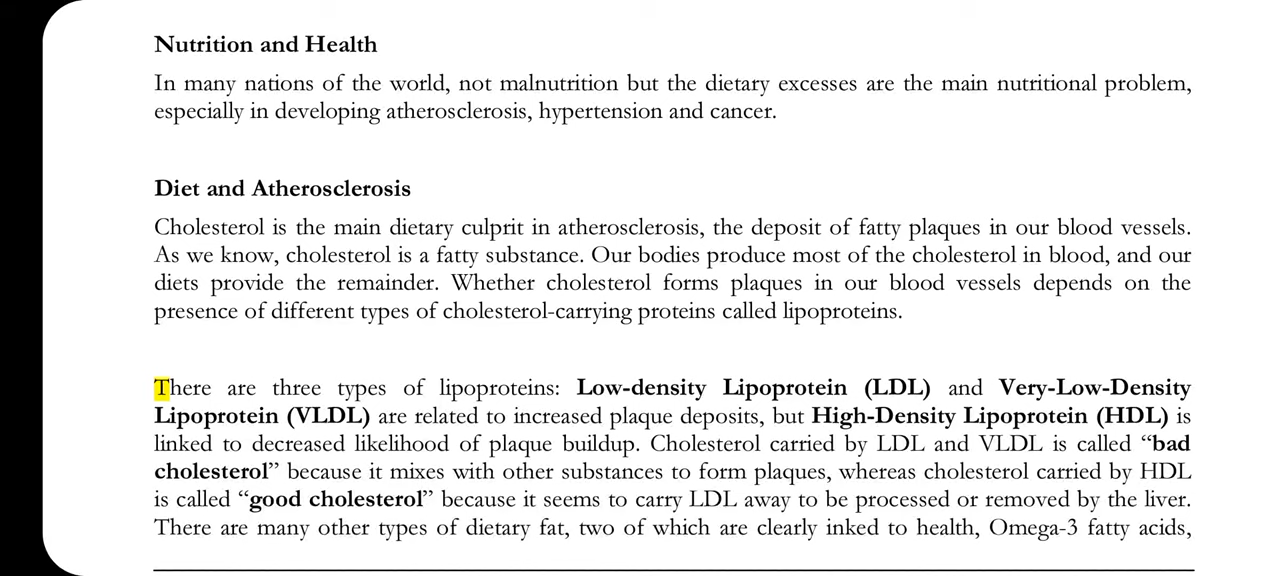 Nutrition and Health
In many nations of the world, not malnutrition but the dietary excesses are the main nutritional problem,
especially in developing atherosclerosis, hypertension and cancer.
Diet and Atherosclerosis
Cholesterol is the main dietary culprit in atherosclerosis, the deposit of fatty plaques in our blood vessels.
As we know, cholesterol is a fatty substance. Our bodies produce most of the cholesterol in blood, and our
diets provide the remainder. Whether cholesterol forms plaques in our blood vessels depends on the
presence of different types of cholesterol-carrying proteins called lipoproteins.
There are three types of lipoproteins: Low-density Lipoprotein (LDL) and Very-Low-Density
Lipoprotein (VLDL) are related to increased plaque deposits, but High-Density Lipoprotein (HDL) is
linked to decreased likelihood of plaque buildup. Cholesterol carried by LDL and VLDL is called “bad
cholesterol” because it mixes with other substances to form plaques, whereas cholesterol carried by HDL
is called “good cholesterol” because it seems to carry LDL away to be processed or removed by the liver.
There are many other types of dietary fat, two of which are clearly inked to health, Omega-3 fatty acids,